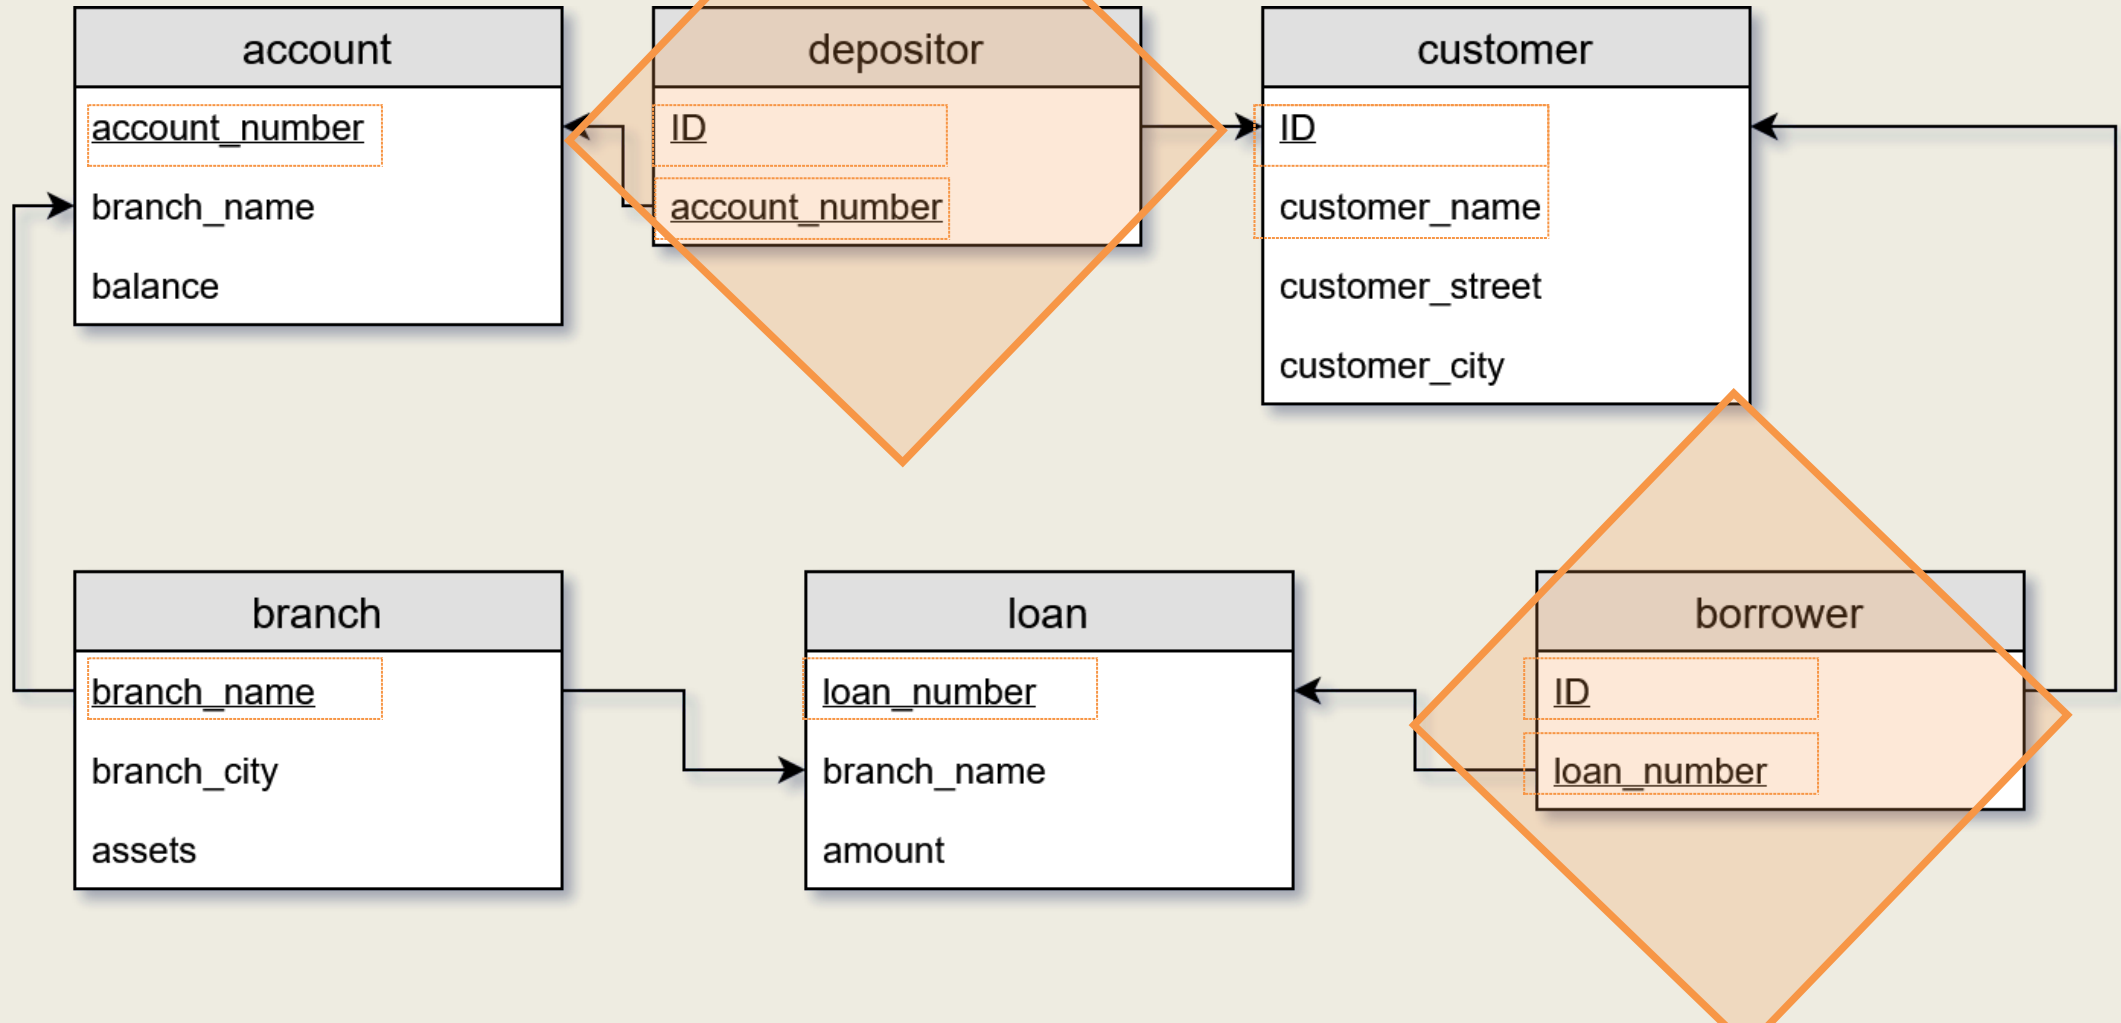 account
account_number
branch_name
balance
depositor
ID
account_number
customer
ID
customer_name
customer_street
customer_city
branch
branch_name
branch_city
assets
loan
loan_number
branch_name
amount
borrower
ID
loan_number